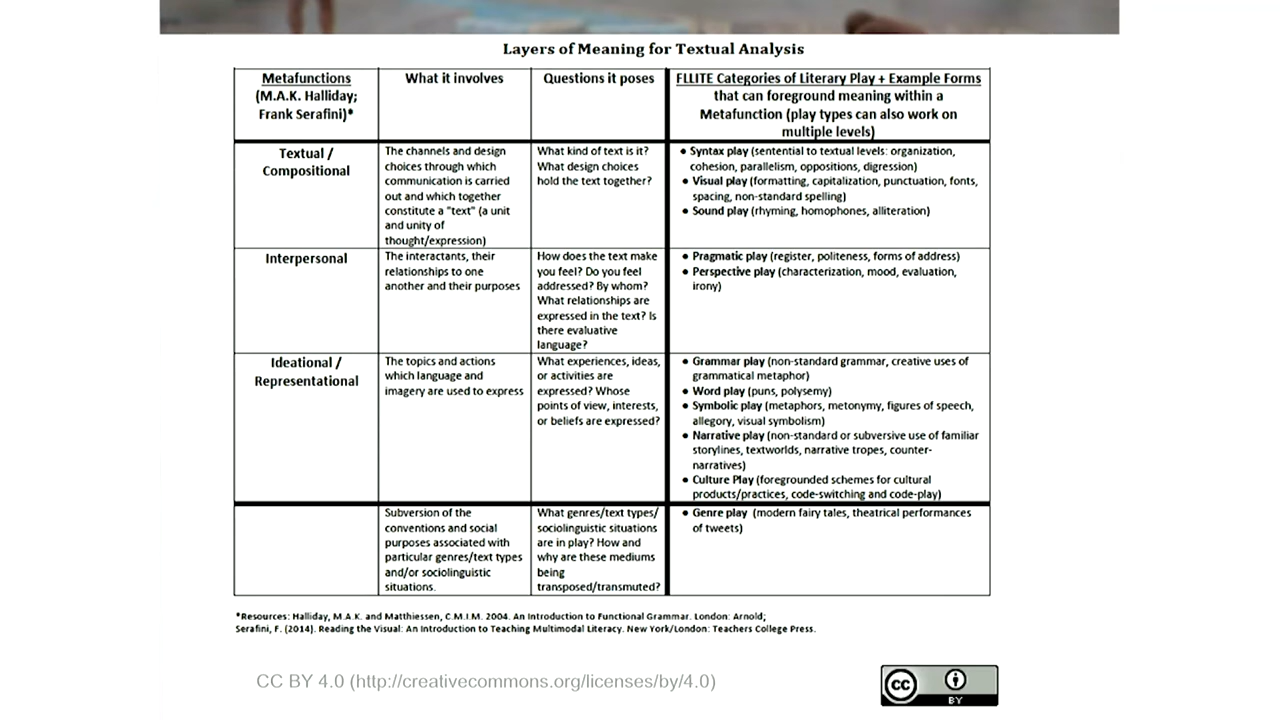 Layers of Meaning for Textual Analysis
Metafunctions
(M.A.K. Halliday;
Frank Serafini)*
What it involves
Questions it poses
FLLITE Categories of Literary Play + Example Forms
that can foreground meaning within a
Metafunction (play types can also work on
multiple levels)
Textual /
Compositional
The channels and design
choices through which
communication is carried
out and which together
constitute a "text" (a unit
and unity of
thought/expression)
What kind of text is it?
What design choices
hold the text together?
• Syntax play (sentential to textual levels: organization,
cohesion, parallelism, oppositions, digression)
• Visual play (formatting, capitalization, punctuation, fonts,
spacing, non-standard spelling)
• Sound play (rhyming, homophones, alliteration)
Interpersonal
The interactants, their
relationships to one
another and their purposes
How does the text make
you feel? Do you feel
addressed? By whom?
What relationships are
expressed in the text? Is
there evaluative
language?
• Pragmatic play (register, politeness, forms of address)
• Perspective play (characterization, mood, evaluation,
irony)
Ideational /
Representational
The topics and actions
which language and
imagery are used to express
What experiences, ideas,
or activities are
expressed? Whose
points of view, interests,
or beliefs are expressed?
• Grammar play (non-standard grammar, creative uses of
grammatical metaphor)
• Word play (puns, polysemy)
• Symbolic play (metaphors, metonymy, figures of speech,
allegory, visual symbolism)
• Narrative play (non-standard or subversive use of familiar
storylines, textworlds, narrative tropes, counter-
narratives)
• Culture Play (foregrounded schemes for cultural
products/practices, code-switching and code-play)
Subversion of the
conventions and social
purposes associated with
particular genres/text types
and/or sociolinguistic
situations.
What genres/text types/
sociolinguistic situations
are in play? How and
why are these mediums
being
transposed/transmuted?
• Genre play (modern fairy tales, theatrical performances
of tweets)
*Resources: Halliday, M.A.K. and Matthiessen, C.M.I.M. 2004. An Introduction to Functional Grammar. London: Arnold;
Serafini, F. (2014). Reading the Visual: An Introduction to Teaching Multimodal Literacy. New York/London: Teachers College Press.
CC BY 4.0 (http://creativecommons.org/licenses/by/4.0)
cc
BY